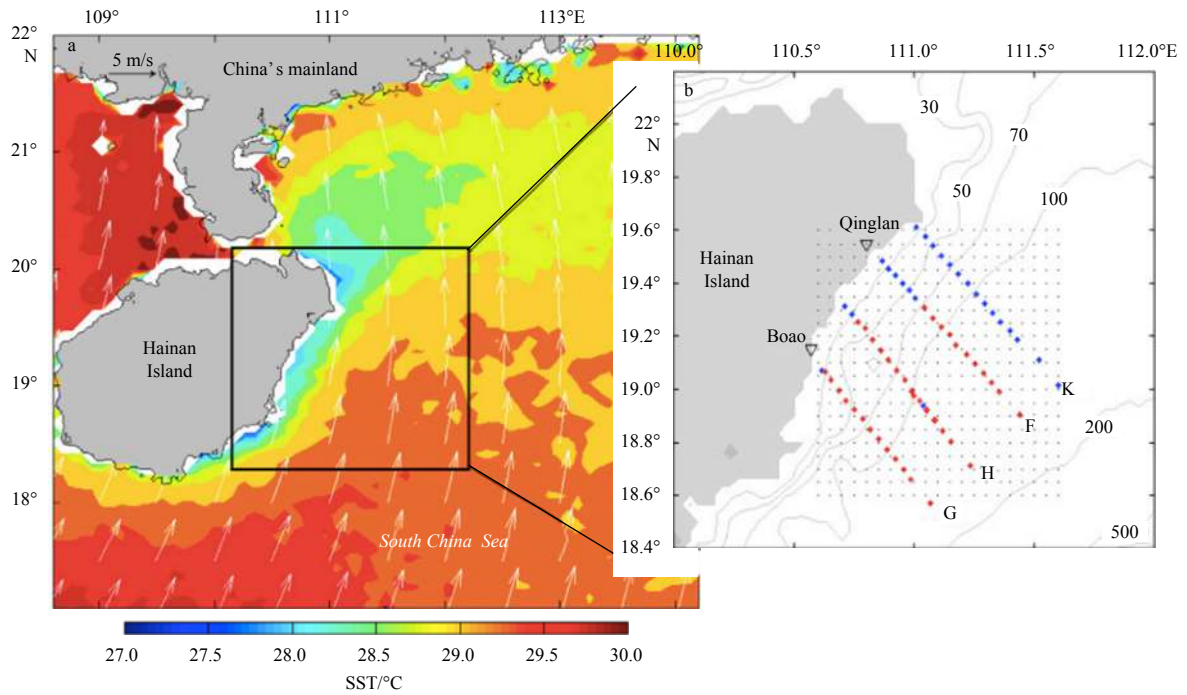 109°
111°
113°E
22°
N
21°
20°
19°
18°
a
5 m/s
China's mainland
Hainan
Island
South China Sea
27.0
27.5
28.0
28.5
29.0
29.5
30.0
SST/°C
110.0°
110.5°
111.0°
111.5°
112.0°E
b
22°
N
19.8°
19.6°
19.4°
19.2°
19.0°
18.8°
18.6°
18.4°
30
70
50
100
Qinglan
Hainan
Island
Boao
K
F
200
H
G
500